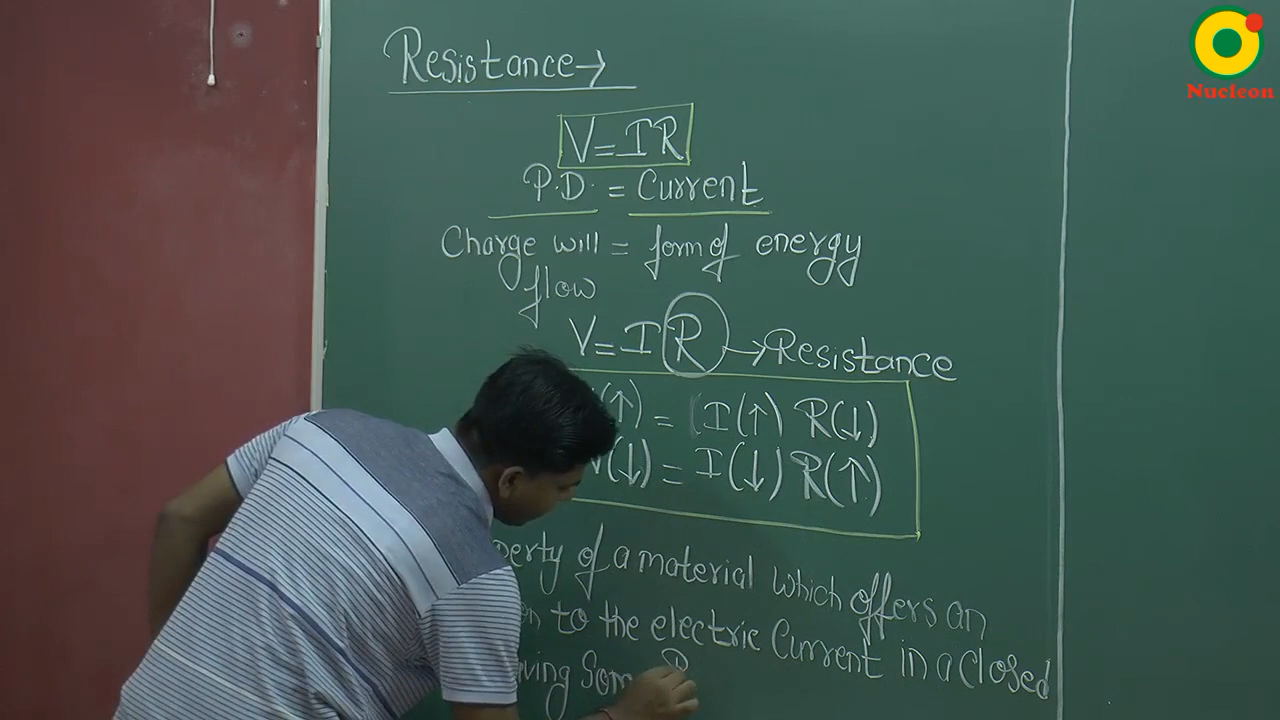 Resistance→
Nucleon
V=IR
P.D. = Current
Charge will = form of energy
flow
V=IR →Resistance
(↑) = (I(↑) R(↓)
V(↓) = I(↓) R(↑)
perty of a material which offers an
on to the electric Current in a closed
ving Som P